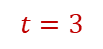 t = 3